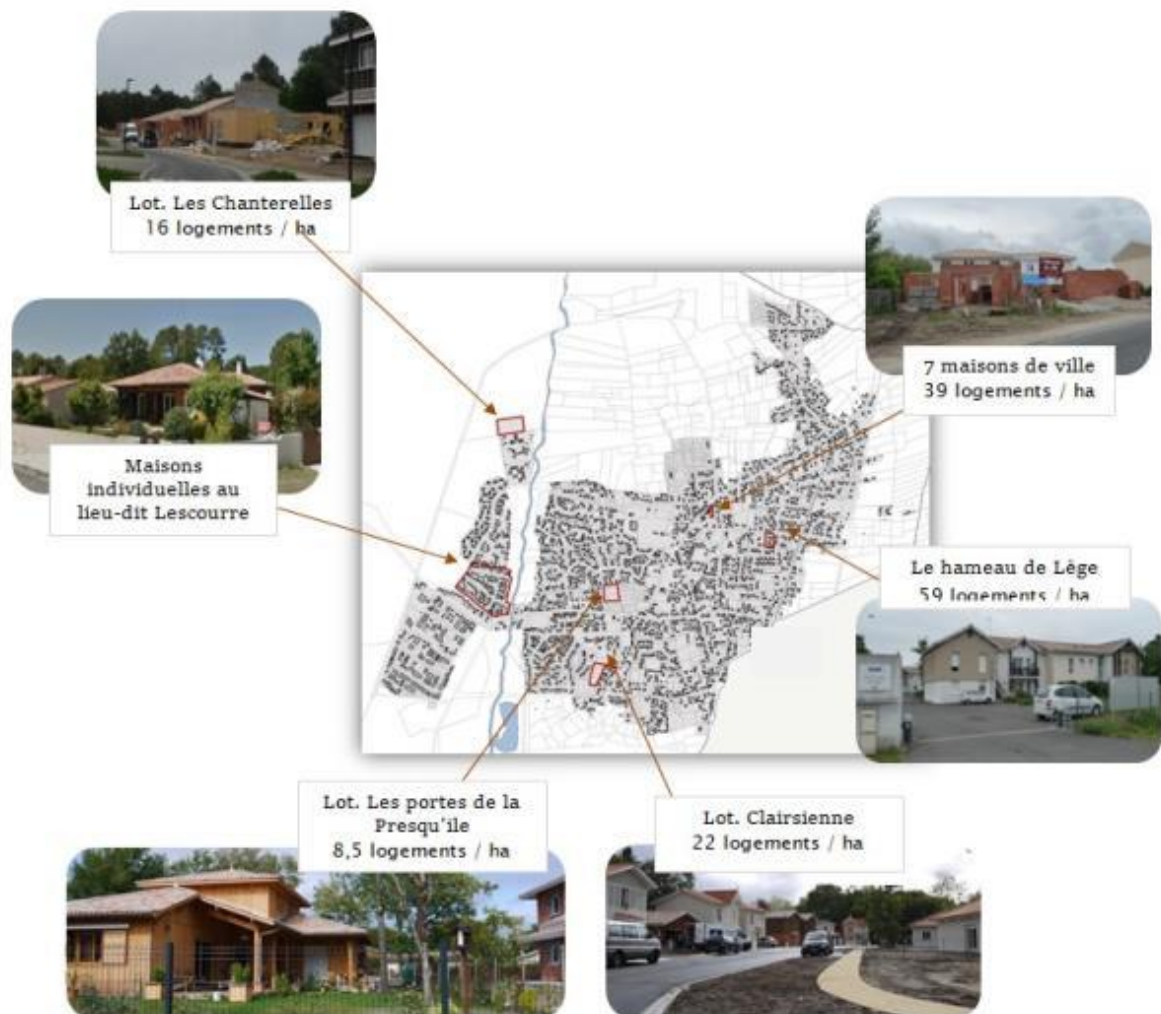 Lot. Les Chanterelles
16 logements / ha
7 maisons de ville
39 logements / ha
Maisons
individuelles au
lieu-dit Lescourre
Le hameau de Lège
59 logements / ha
Lot. Les portes de la
Presqu'ile
8,5 logements / ha
Lot. Clairsienne
22 logements / ha